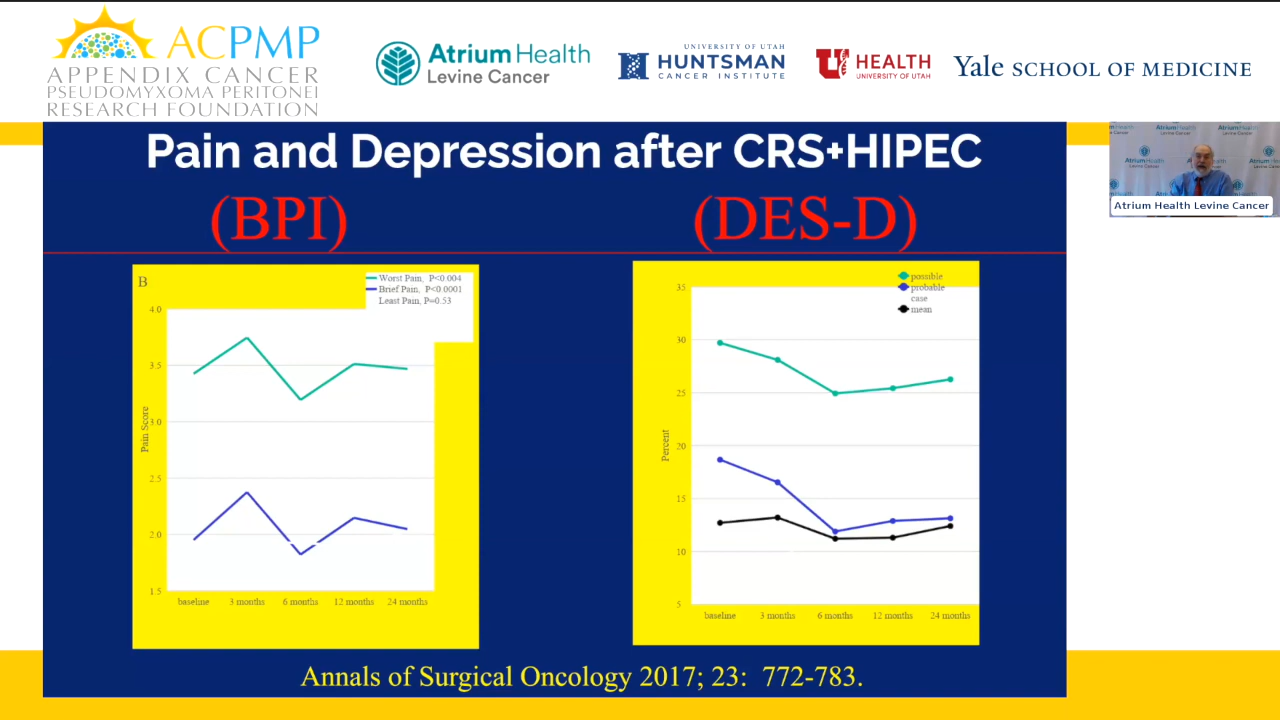 ACPMP
APPENDIX CANCER
PSEUDOMYXOMA PERITONEI
RESEARCH FOUNDATION
Atrium Health
Levine Cancer
UNIVERSITY OF UTAH
HUNTSMAN
CANCER INSTITUTE
U HEALTH
UNIVERSITY OF UTAH
Yale SCHOOL OF MEDICINE
Pain and Depression after CRS+HIPEC
(BPI)
(DES-D)
B
Worst Pain, P<0.004
Brief Pain, P<0.0001
Least Pain, P=0.53
4.0
3.5
3.0
2.5
2.0
1.5
Pain Score
baseline 3 months 6 months 12 months 24 months
possible
probable
case
mean
35
30
25
20
15
10
5
Percent
baseline 3 months 6 months 12 months 24 months
Annals of Surgical Oncology 2017; 23: 772-783.
Atrium Health
Levine Cancer
Atrium Health Levine Cancer